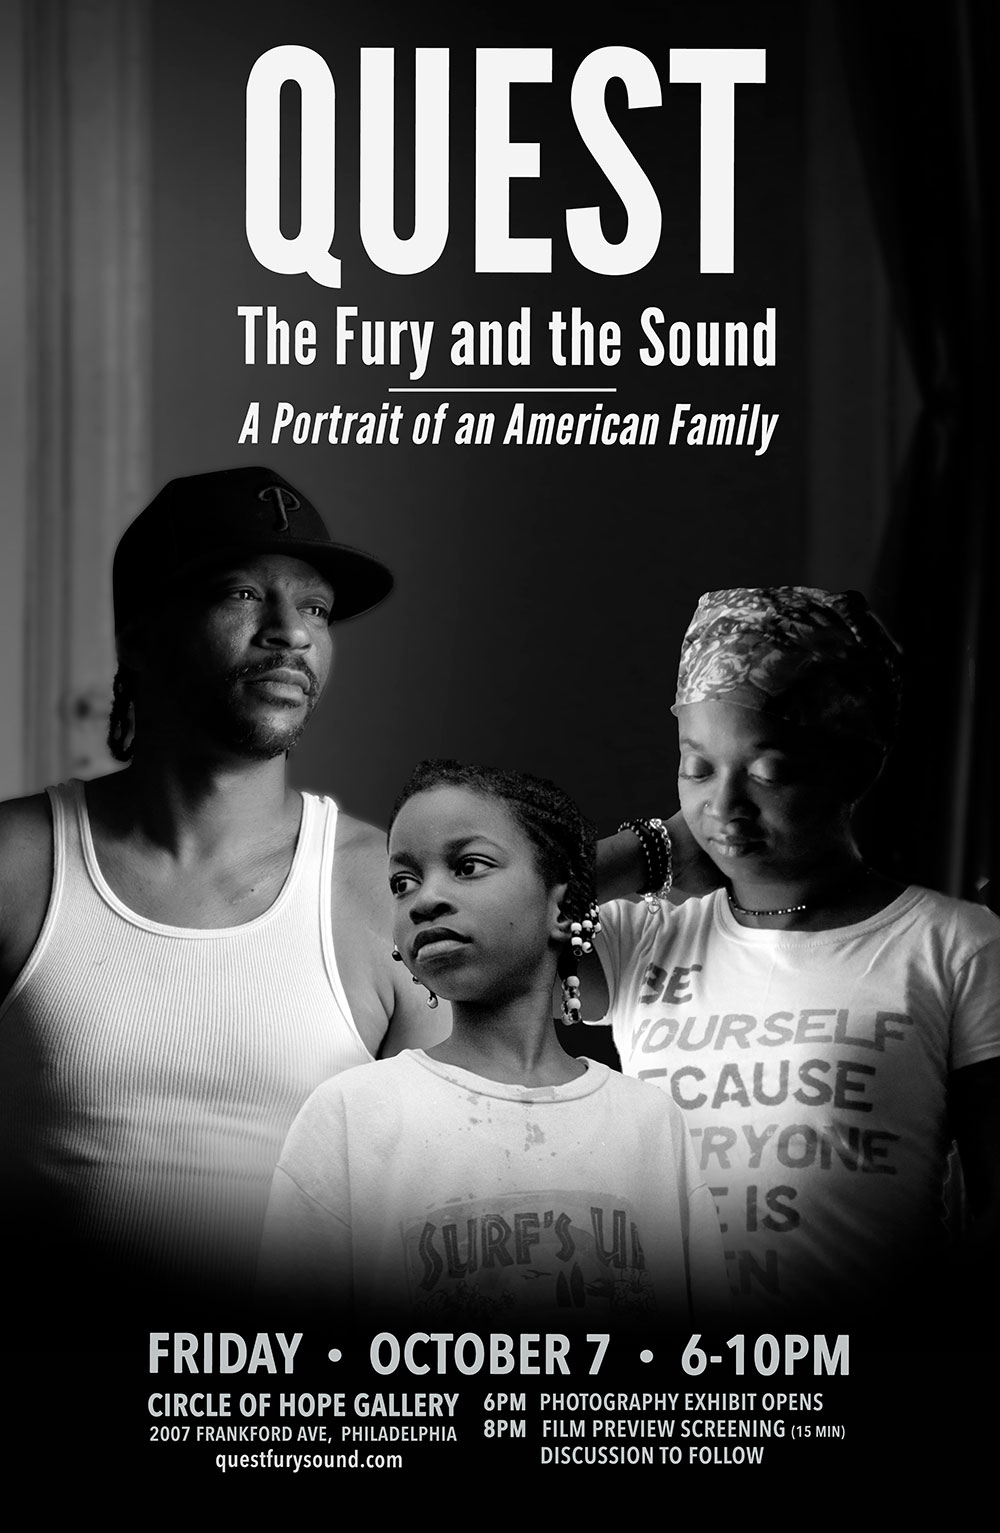 QUEST
The Fury and the Sound
A Portrait of an American Family
P
BE
YOURSELF
CAUSE
IS
SURF'S
FRIDAY • OCTOBER 7 • 6-10PM
CIRCLE OF HOPE GALLERY
2007 FRANKFORD AVE, PHILADELPHIA
questfurysound.com
6PM PHOTOGRAPHY EXHIBIT OPENS
8PM FILM PREVIEW SCREENING (15 MIN)
DISCUSSION TO FOLLOW